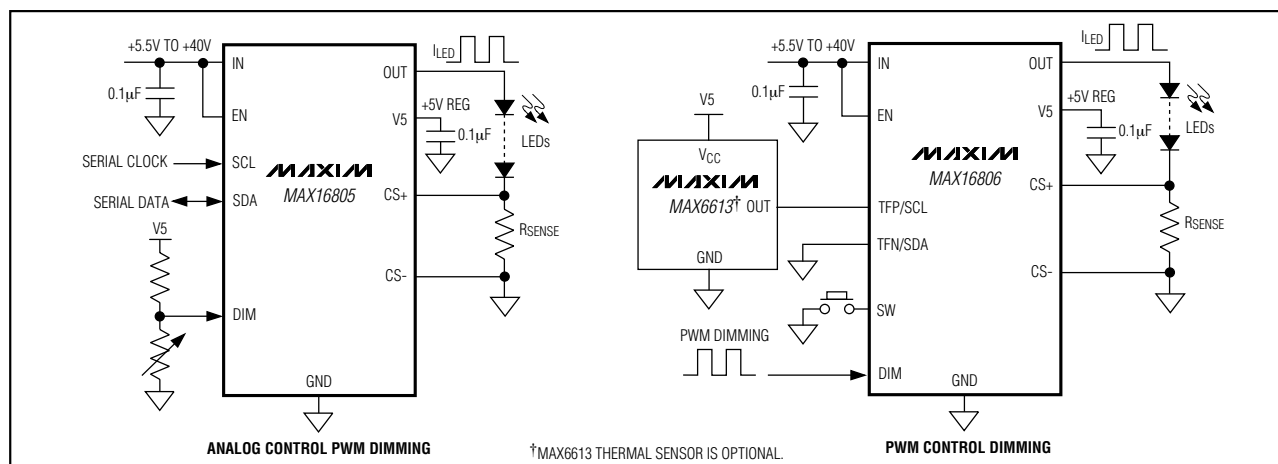 +5.5V TO +40V
0.1µF
IN
EN
SERIAL CLOCK
SCL
SERIAL DATA
SDA
V5
DIM
GND
MAXIM
MAX16805
OUT
V5
CS+
CS-
ILED
+5V REG
0.1µF
LEDs
RSENSE
ANALOG CONTROL PWM DIMMING
V5
VCC
MAXIM
MAX6613† OUT
GND
+5.5V TO +40V
0.1µF
IN
EN
TFP/SCL
TFN/SDA
SW
PWM DIMMING
DIM
GND
MAXIM
MAX16806
OUT
V5
CS+
CS-
ILED
+5V REG
0.1µF
LEDs
RSENSE
PWM CONTROL DIMMING
†MAX6613 THERMAL SENSOR IS OPTIONAL.